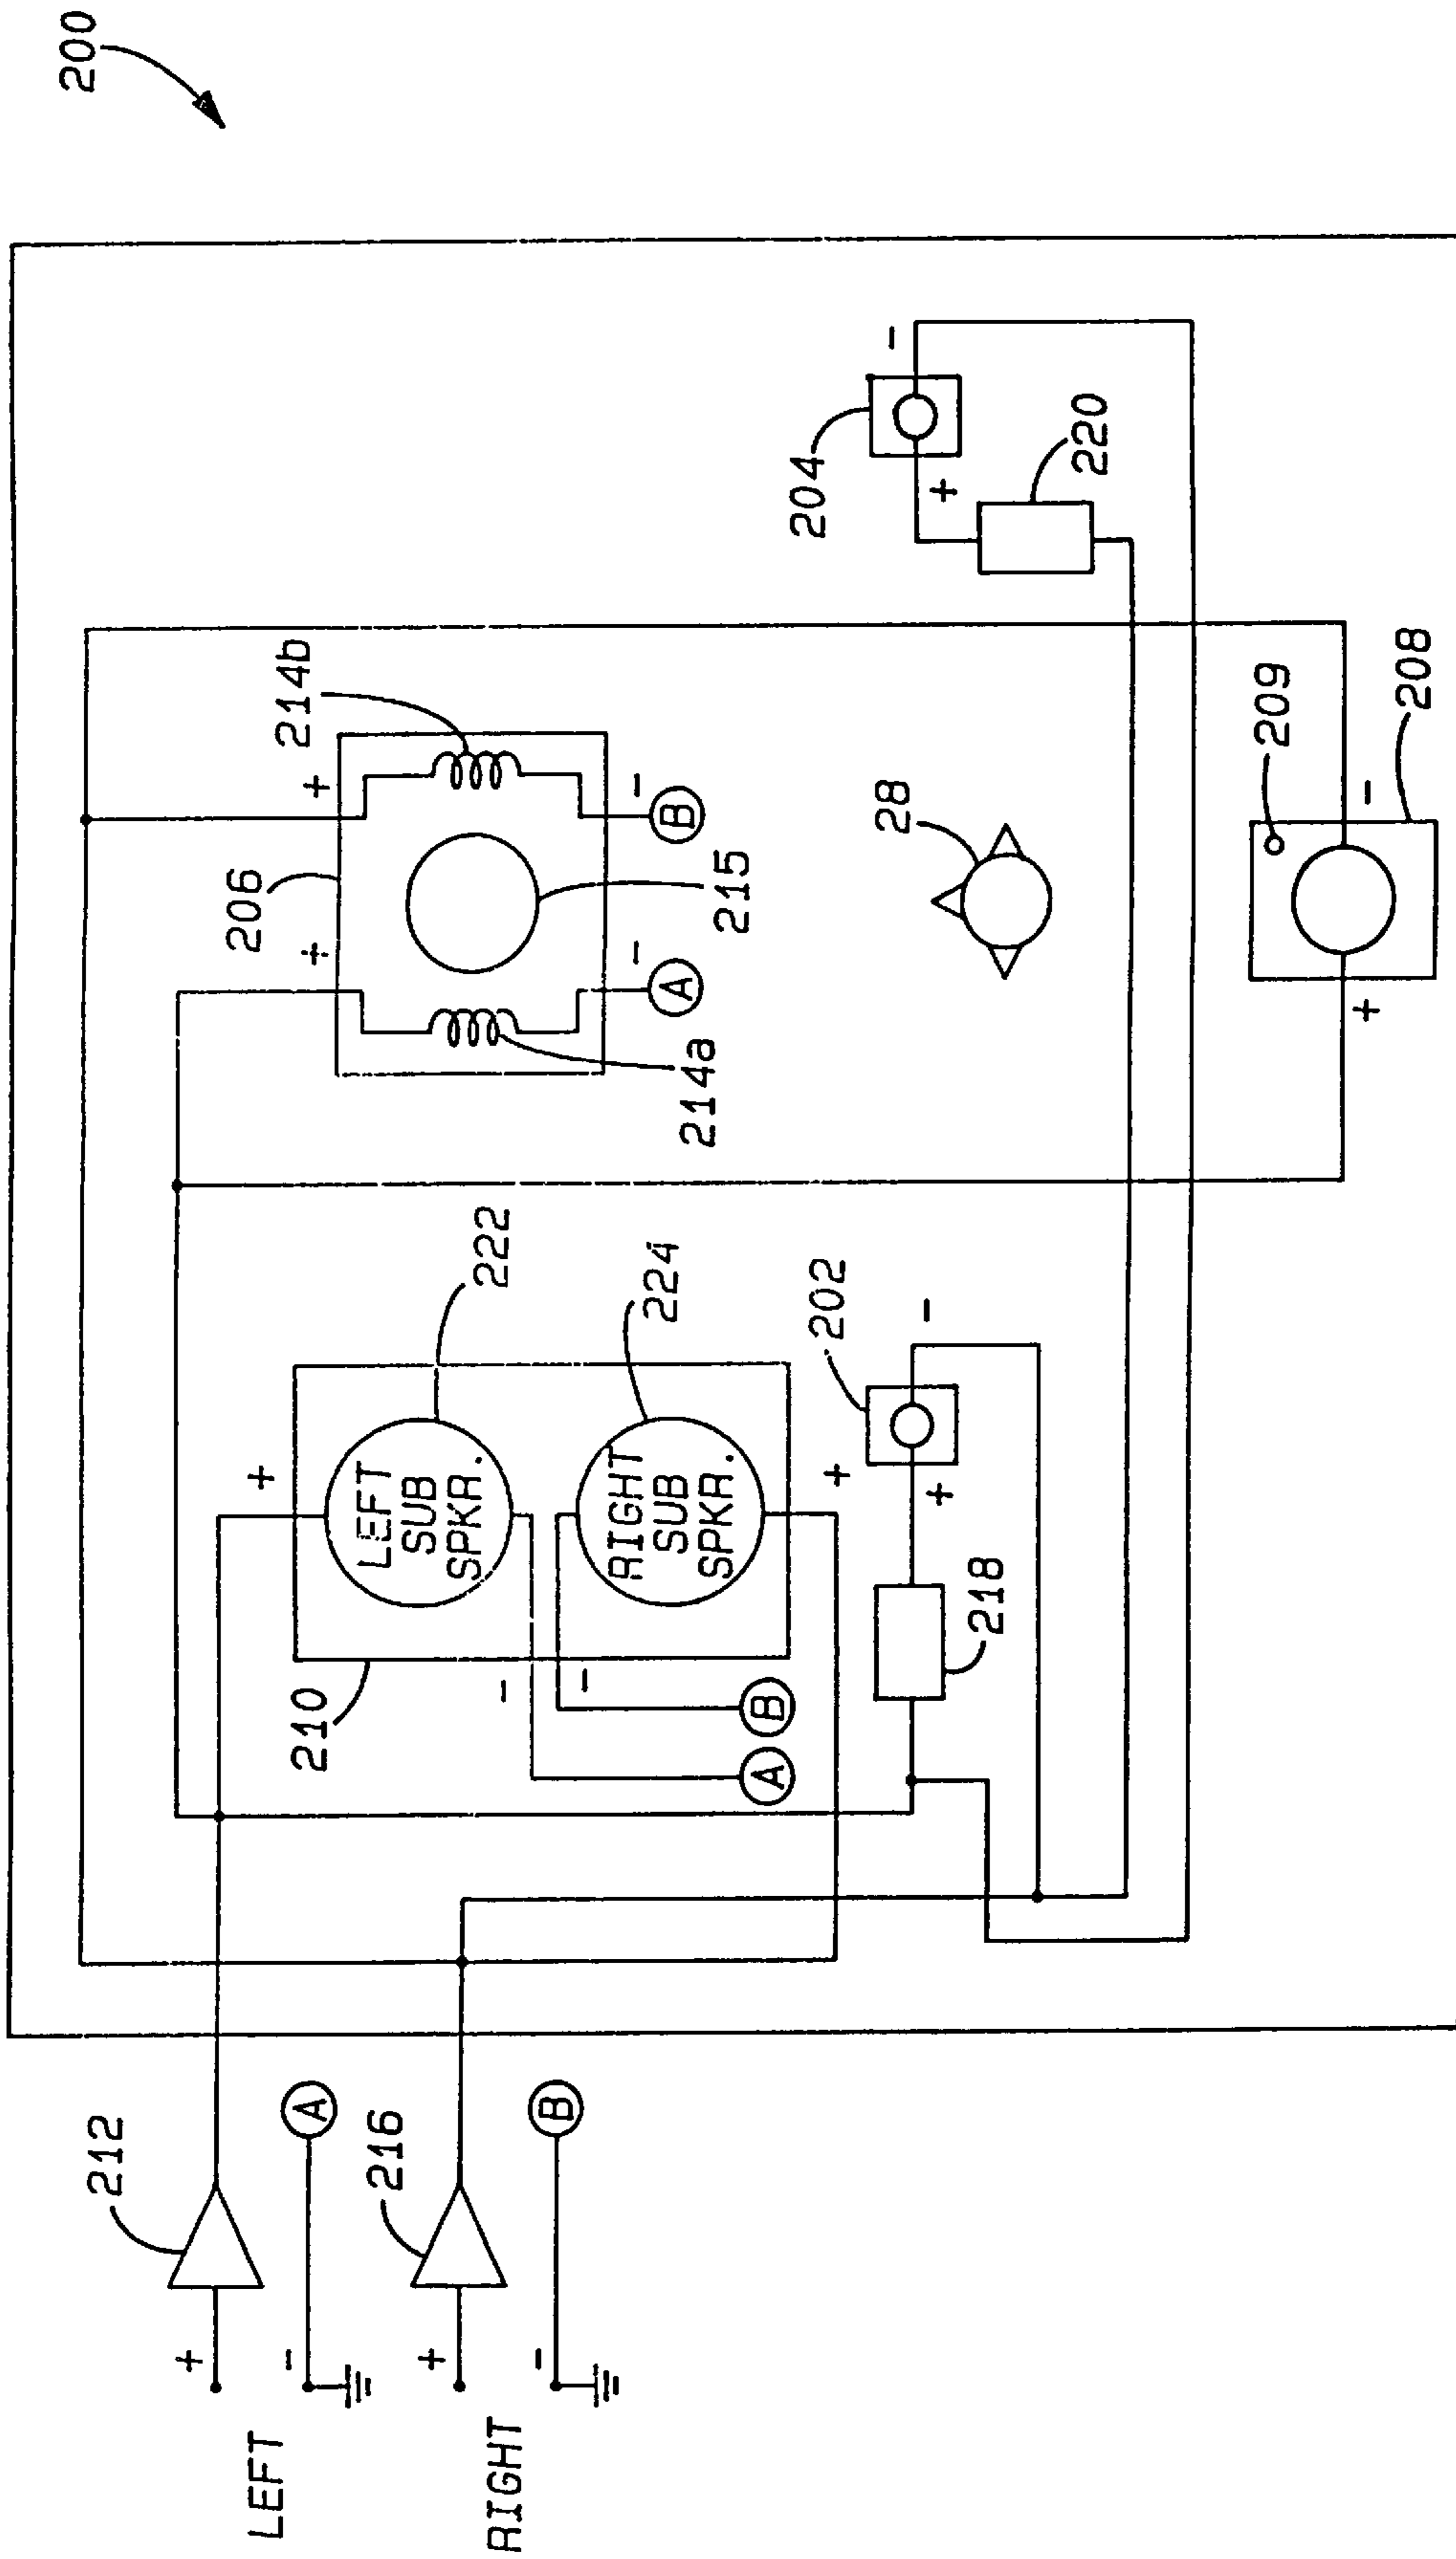 200
212
LEFT
+
-
A
216
RIGHT
+
-
B
210
+
LEFT
SUB
SPKR.
222
-
-
RIGHT
SUB
SPKR.
224
+
A
B
206
+
+
214b
214a
215
-
-
A
B
202
+
-
218
204
+
-
220
28
209
208
+
-